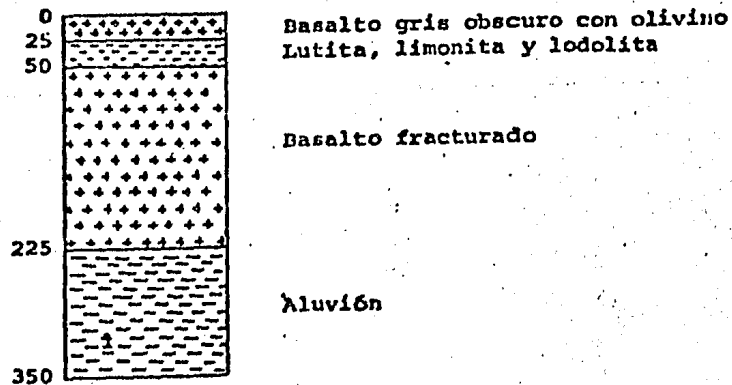 0 Basalto gris obscuro con olivino
25 Lutita, limonita y lodolita
50
Basalto fracturado
225
Aluvión
350